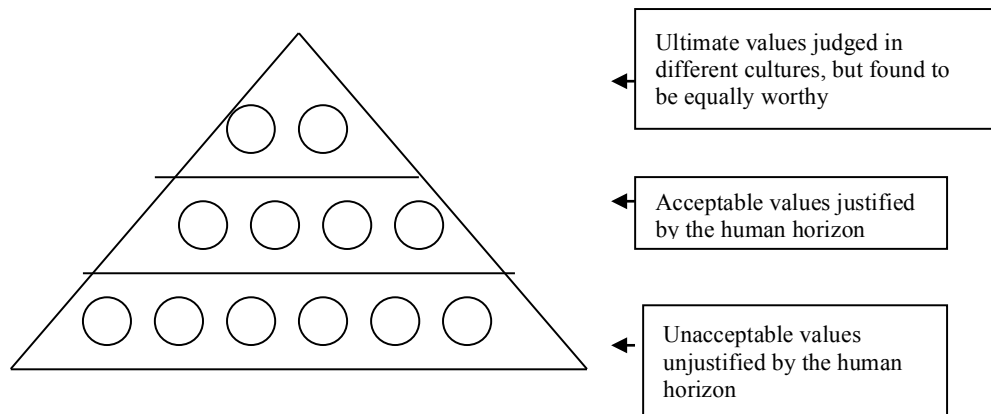 Ultimate values judged in
different cultures, but found to
be equally worthy
Acceptable values justified
by the human horizon
Unacceptable values
unjustified by the human
horizon